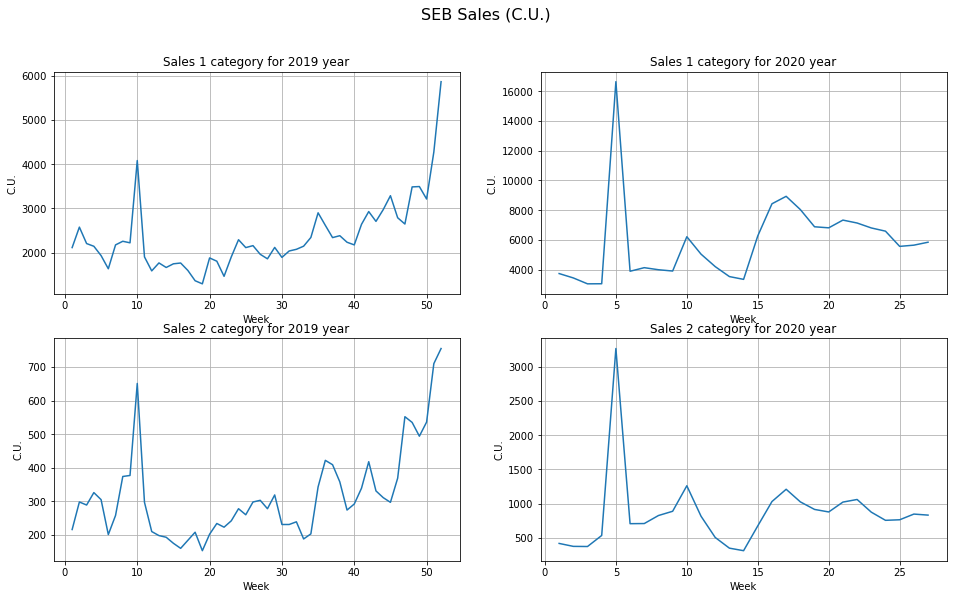 SEB Sales (C.U.)
Sales 1 category for 2019 year
6000
5000
4000
3000
2000
C.U.
0 10 20 30 40 50
Week
Sales 1 category for 2020 year
16000
14000
12000
10000
8000
6000
4000
C.U.
0 5 10 15 20 25
Week
Sales 2 category for 2019 year
700
600
500
400
300
200
C.U.
0 10 20 30 40 50
Week
Sales 2 category for 2020 year
3000
2500
2000
1500
1000
500
C.U.
0 5 10 15 20 25
Week